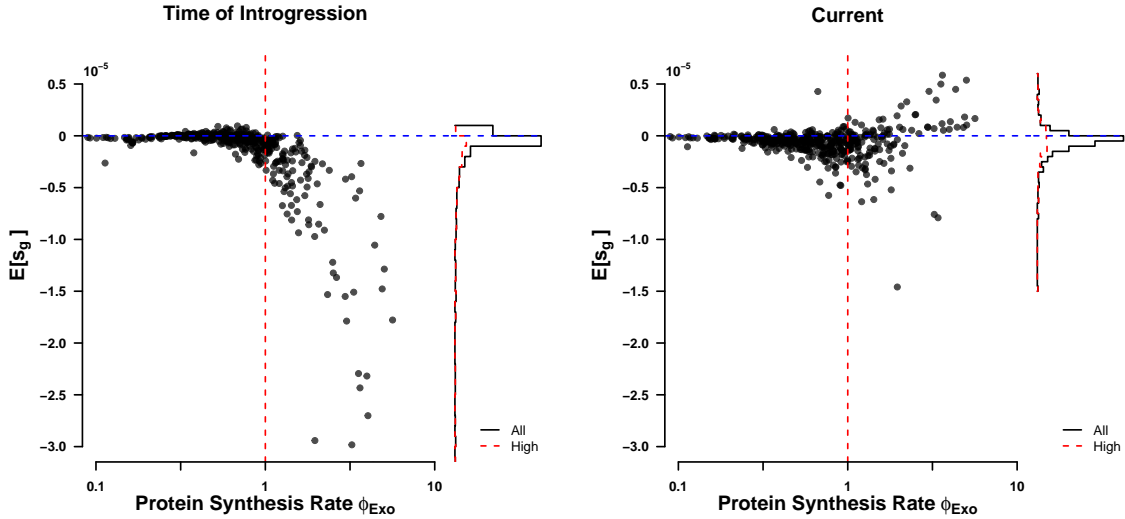 Time of Introgression
10⁻⁵
0.5
0
−0.5
−1.0
−1.5
−2.0
−2.5
−3.0
E[s_g]
0.1
1
10
Protein Synthesis Rate ϕ_Exo
All
High
Current
10⁻⁵
0.5
0
−0.5
−1.0
−1.5
−2.0
−2.5
−3.0
E[s_g]
0.1
1
10
Protein Synthesis Rate ϕ_Exo
All
High